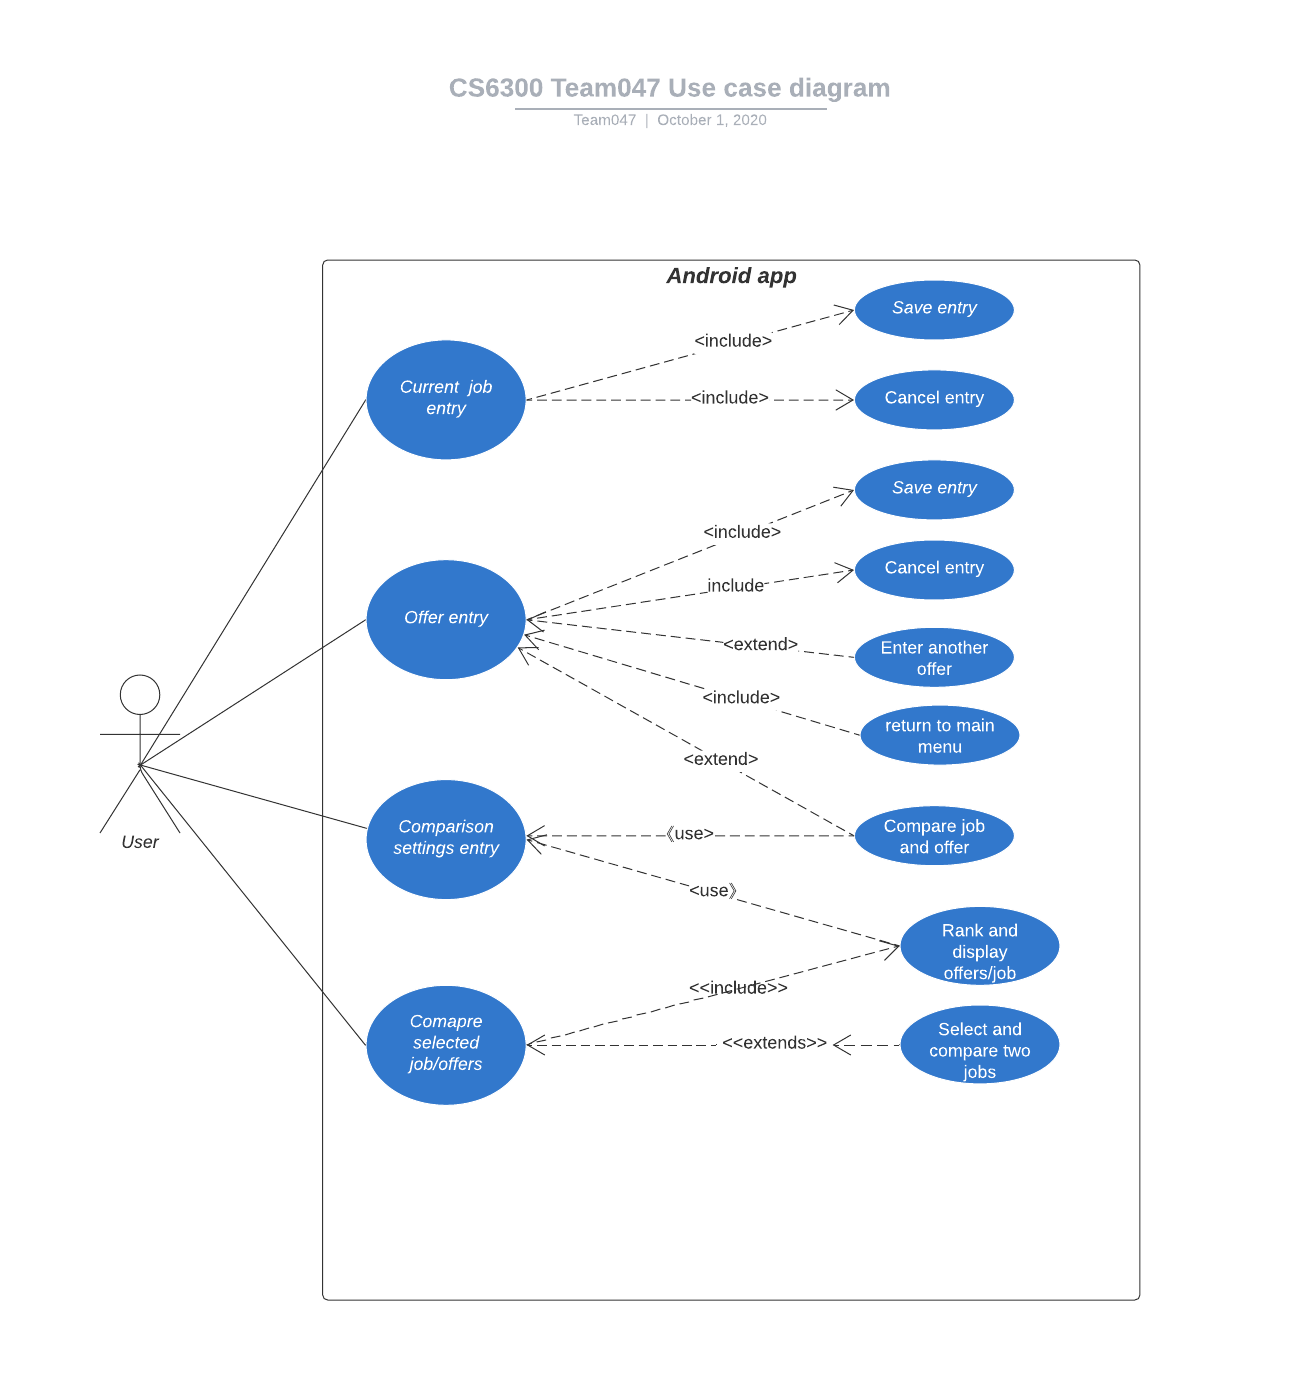 CS6300 Team047 Use case diagram
Team047 | October 1, 2020
Android app
Save entry
<include>
Current job
entry
<include>
Cancel entry
Save entry
<include>
Cancel entry
include
Offer entry
<extend>
Enter another
offer
<include>
return to main
menu
<extend>
Compare job
and offer
Comparison
settings entry
《use>
User
<use》
Rank and
display
offers/job
<<include>>
Comapre
selected
job/offers
<<extends>>
Select and
compare two
jobs